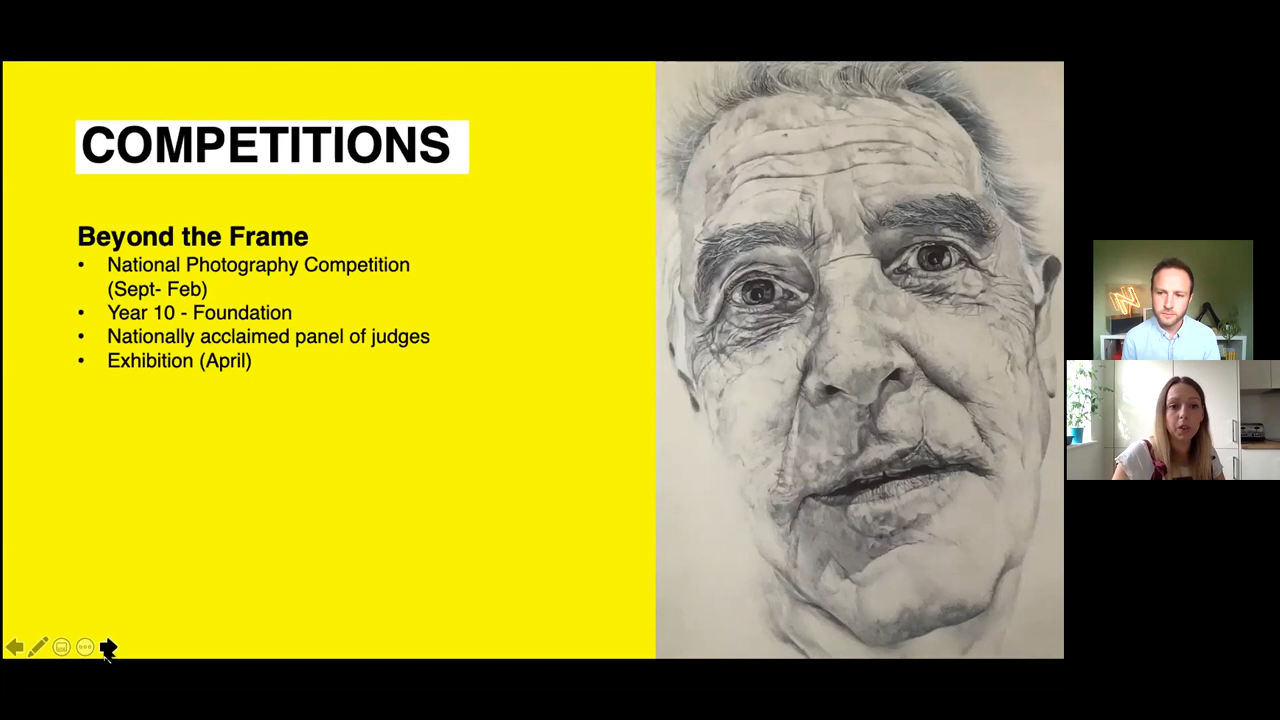 COMPETITIONS
Beyond the Frame
• National Photography Competition
(Sept- Feb)
• Year 10 - Foundation
• Nationally acclaimed panel of judges
• Exhibition (April)